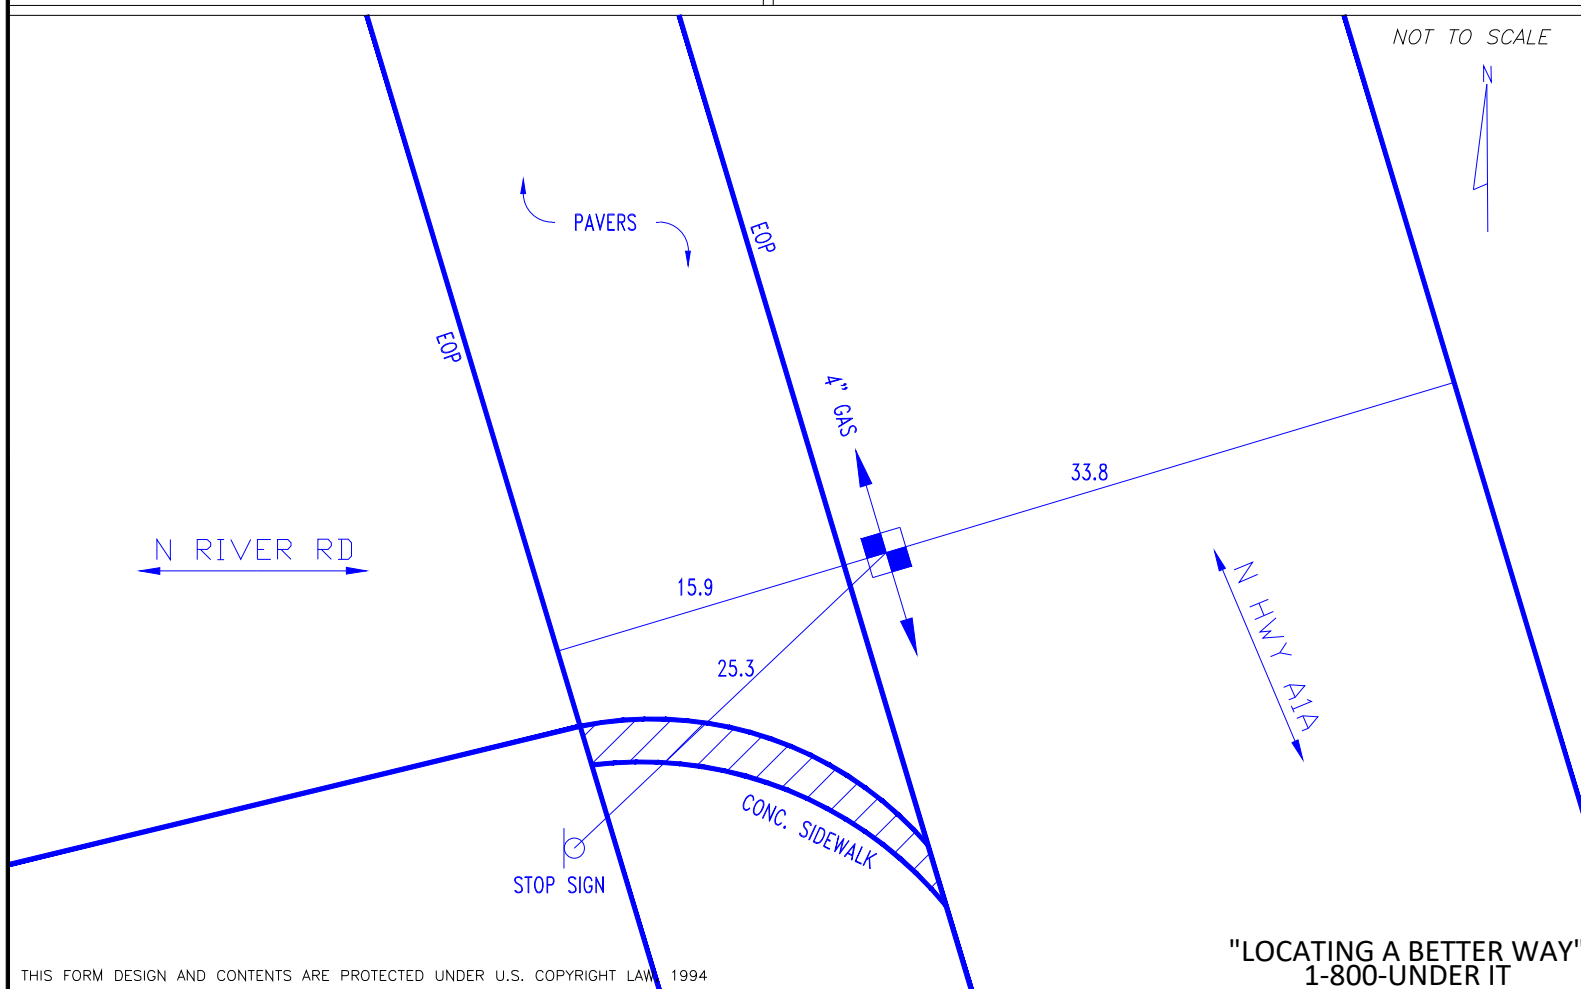 NOT TO SCALE
N
PAVERS
EOP
EOP
4" GAS
33.8
N RIVER RD
15.9
N HWY A1A
25.3
CONC. SIDEWALK
STOP SIGN
"LOCATING A BETTER WAY"
1-800-UNDER IT
THIS FORM DESIGN AND CONTENTS ARE PROTECTED UNDER U.S. COPYRIGHT LAW, 1994